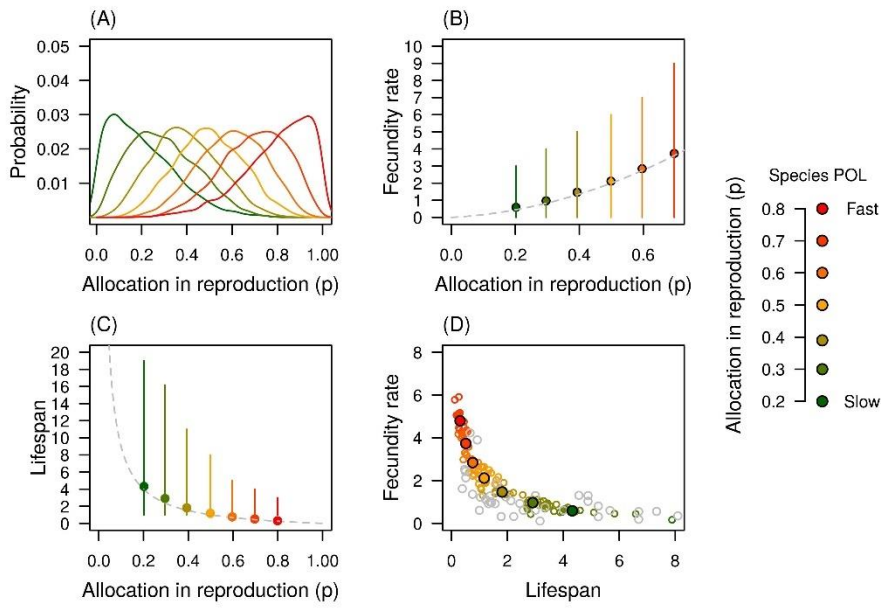 (A)
0.05
0.04
0.03
0.02
0.01
Probability
0.0 0.2 0.4 0.6 0.8 1.00
Allocation in reproduction (p)
(B)
10
9
8
7
6
5
4
3
2
1
0
Fecundity rate
0.0 0.2 0.4 0.6
Allocation in reproduction (p)
(C)
20
18
16
14
12
10
8
6
4
2
0
Lifespan
0.0 0.2 0.4 0.6 0.8 1.0
Allocation in reproduction (p)
(D)
8
6
4
2
0
Fecundity rate
0 2 4 6 8
Lifespan
Species POL
Allocation in reproduction (p)
0.8 Fast
0.7
0.6
0.5
0.4
0.3
0.2 Slow